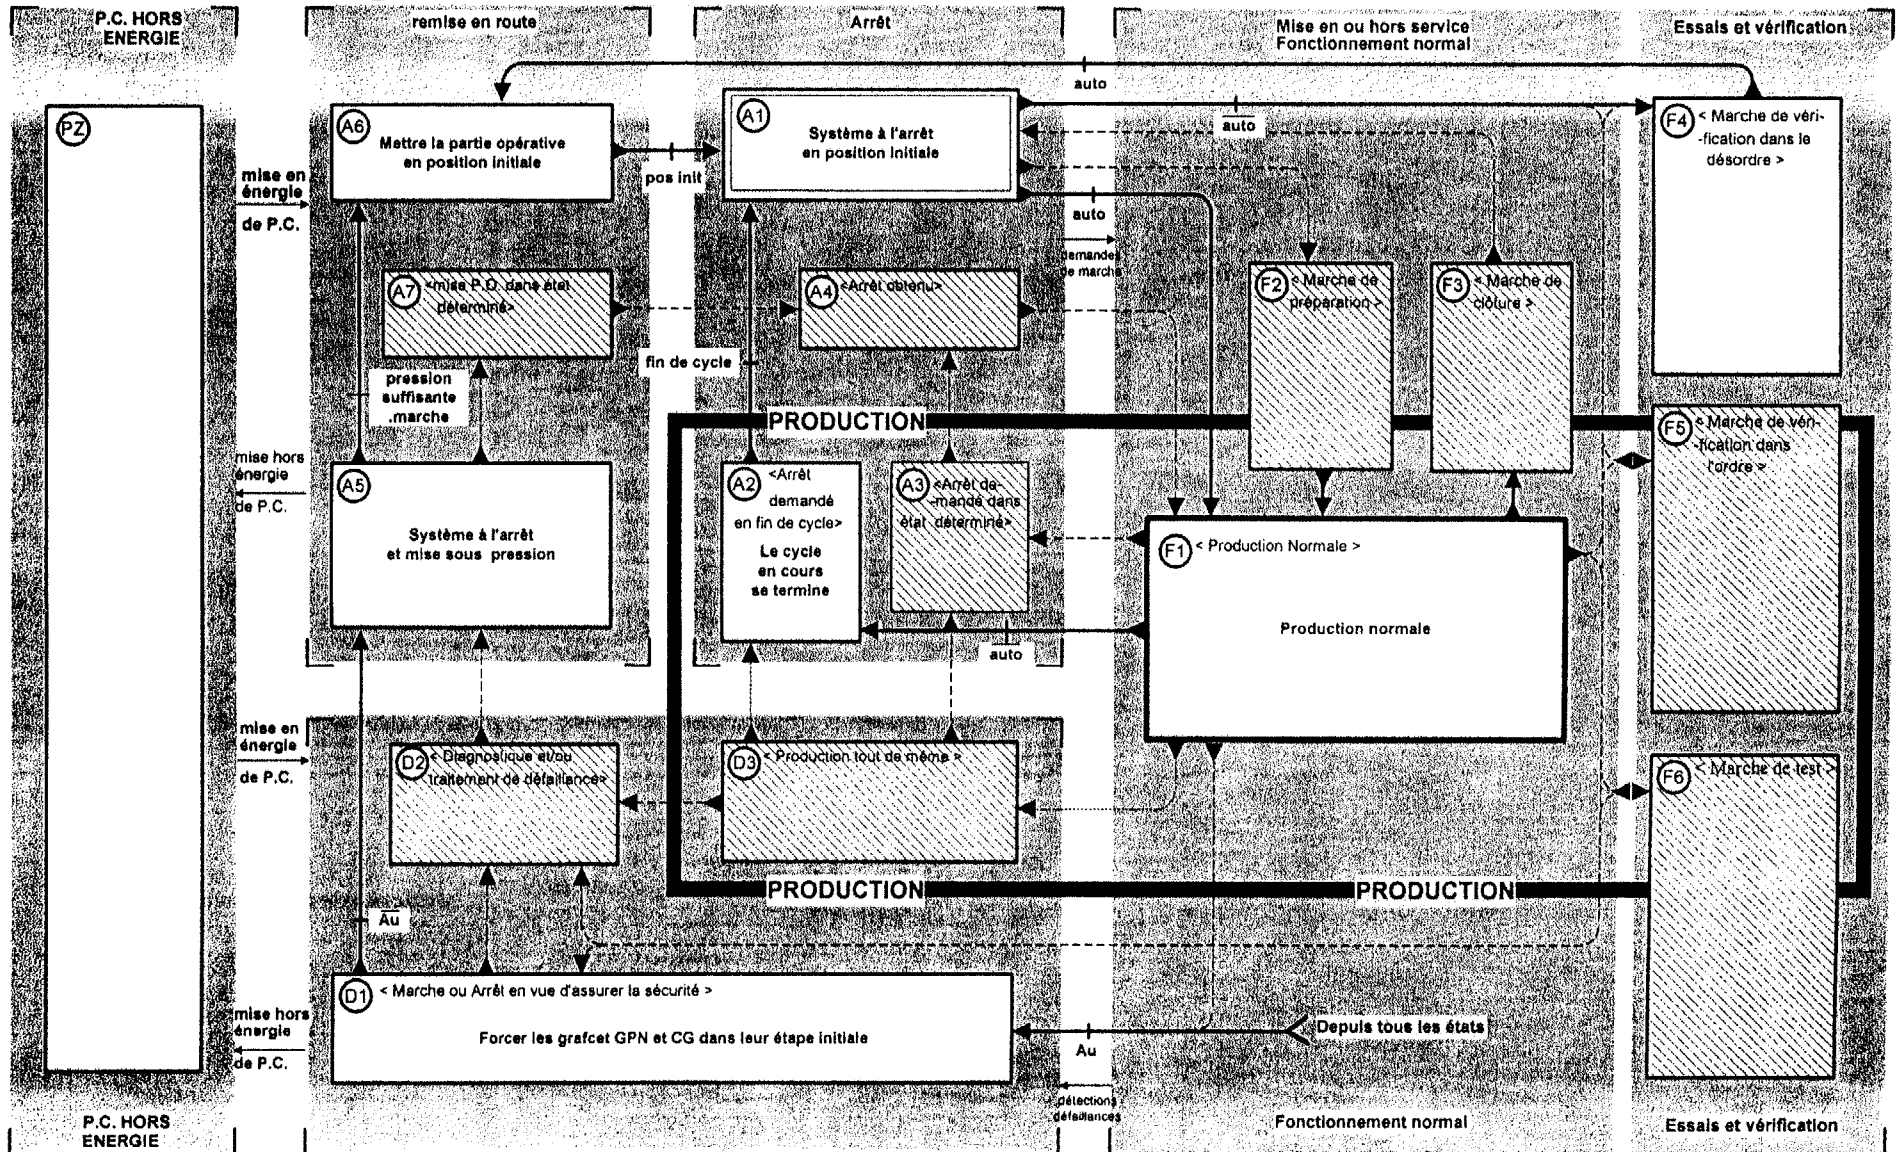 P.C. HORS
ENERGIE
remise en route
Arrêt
Mise en ou hors service
Fonctionnement normal
Essais et vérification
auto
PZ
A6
Mettre la partie opérative
en position initiale
pos init
A1
Système à l'arrêt
en position initiale
auto
auto
F4
< Marche de véri-
-fication dans le
désordre >
mise en
énergie
de P.C.
demandes
de marche
A7
<mise P.O. dans état
déterminé>
A4
<Arrêt obtenu>
F2
< Marche de
préparation >
F3
< Marche de
clôture >
fin de cycle
pression
suffisante
.marche
PRODUCTION
F5
< Marche de véri-
-fication dans
l'ordre >
mise hors
énergie
de P.C.
A5
Système à l'arrêt
et mise sous pression
A2
<Arrêt
demandé
en fin de cycle>
Le cycle
en cours
se termine
A3
<Arrêt de-
-mandé dans
état déterminé>
F1
< Production Normale >
Production normale
auto
mise en
énergie
de P.C.
D2
< Diagnostique et/ou
traitement de défaillance>
D3
< Production tout de même >
F6
< Marche de test >
PRODUCTION
PRODUCTION
Au
D1
< Marche ou Arrêt en vue d'assurer la sécurité >
Forcer les grafcet GPN et CG dans leur étape initiale
mise hors
énergie
de P.C.
Depuis tous les états
Au
détections
défaillances
P.C. HORS
ENERGIE
Fonctionnement normal
Essais et vérification